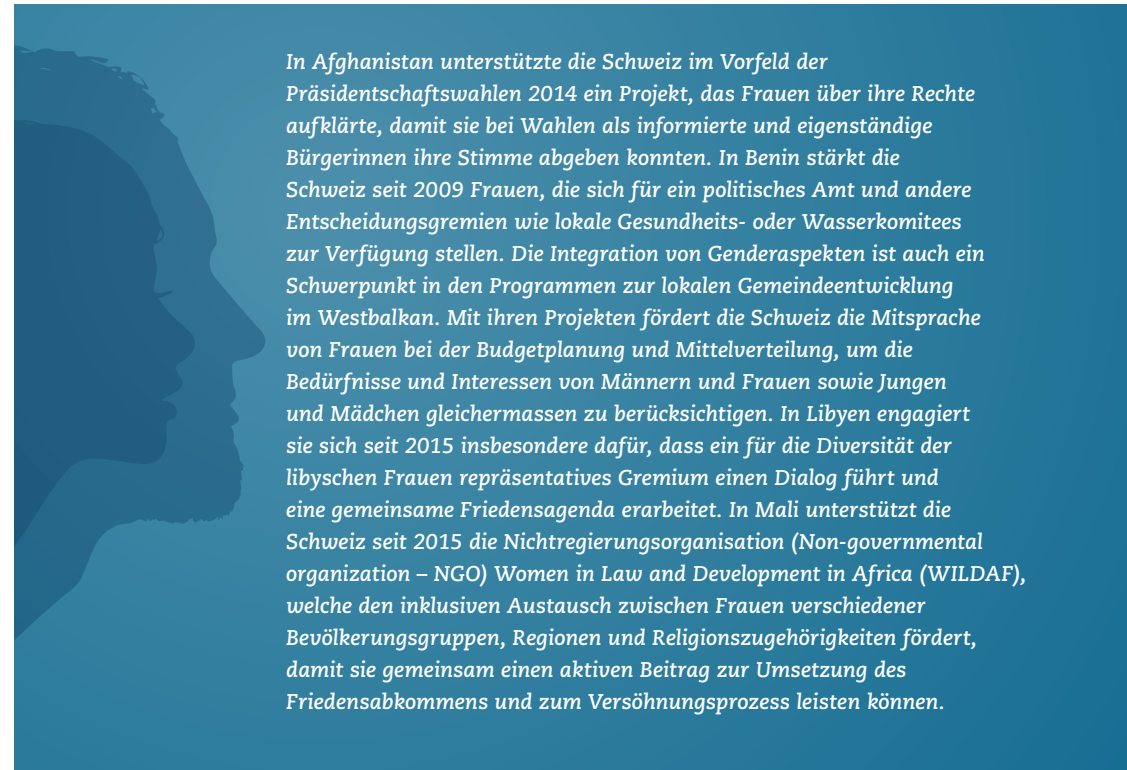 In Afghanistan unterstützte die Schweiz im Vorfeld der
Präsidentschaftswahlen 2014 ein Projekt, das Frauen über ihre Rechte
aufklärte, damit sie bei Wahlen als informierte und eigenständige
Bürgerinnen ihre Stimme abgeben konnten. In Benin stärkt die
Schweiz seit 2009 Frauen, die sich für ein politisches Amt und andere
Entscheidungsgremien wie lokale Gesundheits- oder Wasserkomitees
zur Verfügung stellen. Die Integration von Genderaspekten ist auch ein
Schwerpunkt in den Programmen zur lokalen Gemeindeentwicklung
im Westbalkan. Mit ihren Projekten fördert die Schweiz die Mitsprache
von Frauen bei der Budgetplanung und Mittelverteilung, um die
Bedürfnisse und Interessen von Männern und Frauen sowie Jungen
und Mädchen gleichermassen zu berücksichtigen. In Libyen engagiert
sie sich seit 2015 insbesondere dafür, dass ein für die Diversität der
libyschen Frauen repräsentatives Gremium einen Dialog führt und
eine gemeinsame Friedensagenda erarbeitet. In Mali unterstützt die
Schweiz seit 2015 die Nichtregierungsorganisation (Non-governmental
organization – NGO) Women in Law and Development in Africa (WILDAF),
welche den inklusiven Austausch zwischen Frauen verschiedener
Bevölkerungsgruppen, Regionen und Religionszugehörigkeiten fördert,
damit sie gemeinsam einen aktiven Beitrag zur Umsetzung des
Friedensabkommens und zum Versöhnungsprozess leisten können.